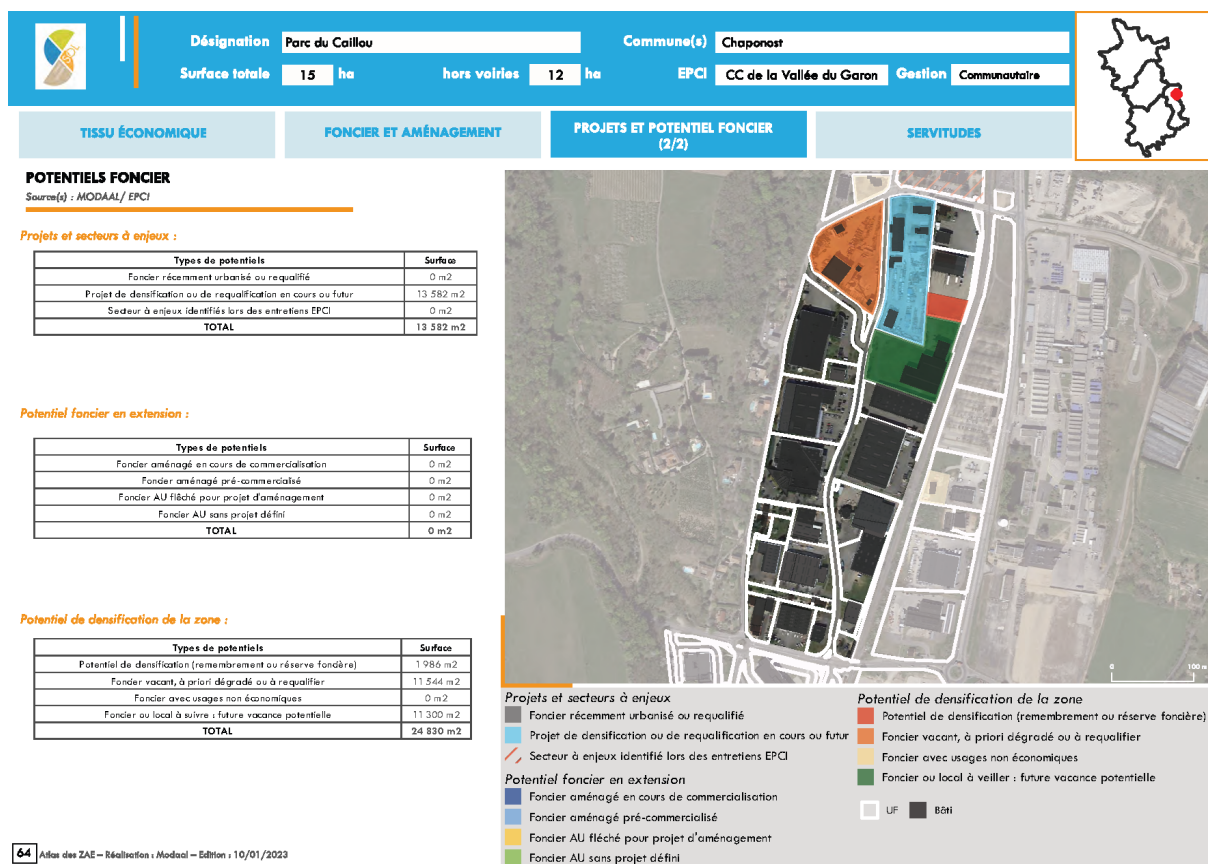 Désignation Parc du Caillou Commune(s) Chaponost
Surface totale 15 ha hors voiries 12 ha EPCI CC de la Vallée du Garon Gestion Communautaire
TISSU ÉCONOMIQUE
FONCIER ET AMÉNAGEMENT
PROJETS ET POTENTIEL FONCIER
(2/2)
SERVITUDES
POTENTIELS FONCIER
Source(s) : MODAAL/ EPCI
Projets et secteurs à enjeux :
Types de potentiels Surface
Foncier récemment urbanisé ou requalifié 0 m2
Projet de densification ou de requalification en cours ou futur 13 582 m2
Secteur à enjeux identifiés lors des entretiens EPCI 0 m2
TOTAL 13 582 m2
Potentiel foncier en extension :
Types de potentiels Surface
Foncier aménagé en cours de commercialisation 0 m2
Foncier aménagé pré-commercialisé 0 m2
Foncier AU flêché pour projet d'aménagement 0 m2
Foncier AU sans projet défini 0 m2
TOTAL 0 m2
Potentiel de densification de la zone :
Types de potentiels Surface
Potentiel de densification (remembrement ou réserve foncère) 1 986 m2
Foncier vacant, à priori dégradé ou à requalifier 11 544 m2
Foncier avec usages non économiques 0 m2
Foncier ou local à suivre : future vacance potentielle 11 300 m2
TOTAL 24 830 m2
0 100 m
Projets et secteurs à enjeux
Foncier récemment urbanisé ou requalifié
Projet de densification ou de requalification en cours ou futur
Secteur à enjeux identifié lors des entretiens EPCI
Potentiel foncier en extension
Foncier aménagé en cours de commercialisation
Foncier aménagé pré-commercialisé
Foncier AU fléché pour projet d'aménagement
Foncier AU sans projet défini
Potentiel de densification de la zone
Potentiel de densification (remembrement ou réserve foncière)
Foncier vacant, à priori dégradé ou à requalifier
Foncier avec usages non économiques
Foncier ou local à veiller : future vacance potentielle
UF Bâti
64 Atlas des ZAE – Réalisation : Modaal – Edition : 10/01/2023